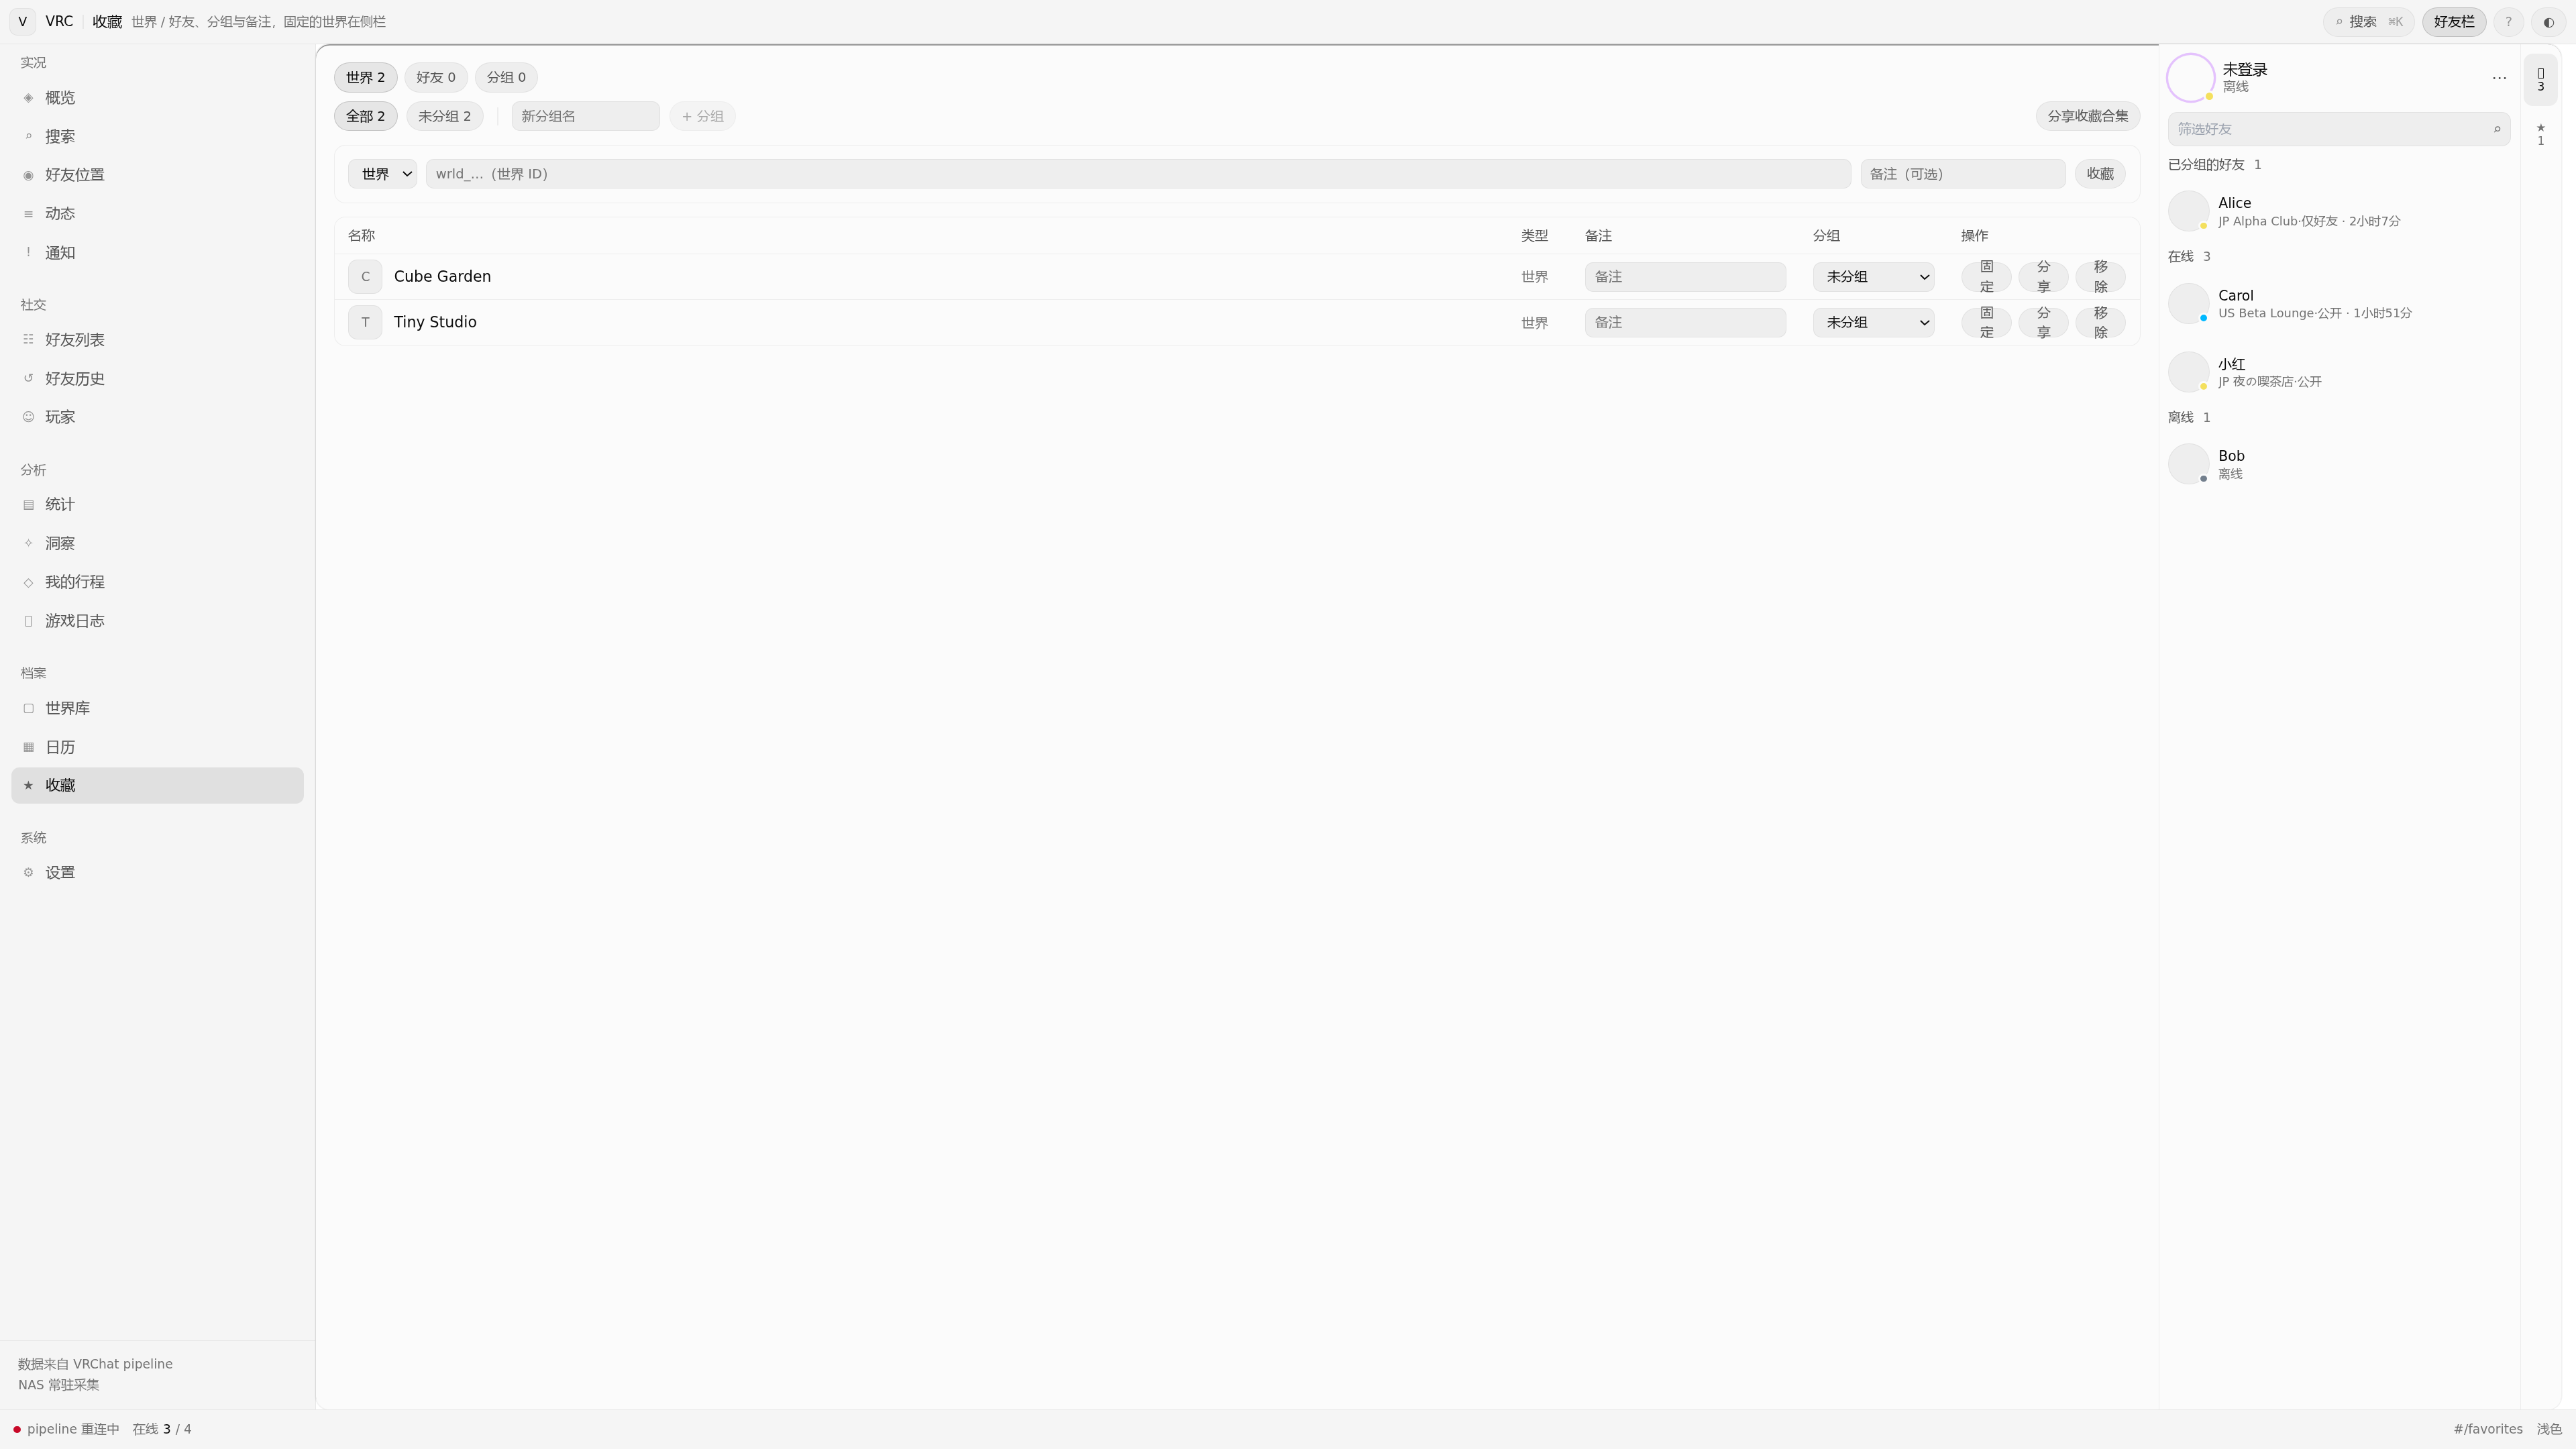 V VRC 收藏 世界 / 好友、分组与备注，固定的世界在侧栏
搜索 ⌘K 好友栏 ?
实况
概览
搜索
好友位置
动态
通知
社交
好友列表
好友历史
玩家
分析
统计
洞察
我的行程
游戏日志
档案
世界库
日历
收藏
系统
设置
数据来自 VRChat pipeline
NAS 常驻采集
世界 2 好友 0 分组 0
全部 2 未分组 2 新分组名 + 分组 分享收藏合集
世界 wrld_… (世界 ID) 备注（可选） 收藏
名称 类型 备注 分组 操作
C Cube Garden 世界 备注 未分组 固定 分享 移除
T Tiny Studio 世界 备注 未分组 固定 分享 移除
未登录
离线
…
3
★
1
筛选好友
已分组的好友 1
Alice
JP Alpha Club·仅好友 · 2小时7分
在线 3
Carol
US Beta Lounge·公开 · 1小时51分
小红
JP 夜の喫茶店·公开
离线 1
Bob
离线
pipeline 重连中 在线 3 / 4
#/favorites 浅色